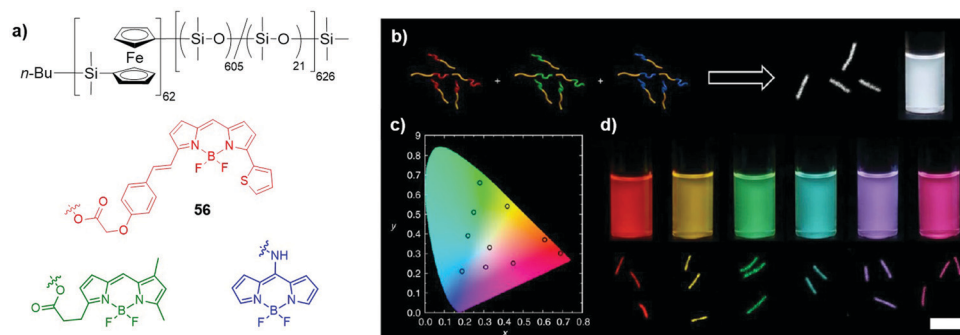 a)
Fe
Si
O
Si
O
Si
n-Bu
Si
62
605
21
626
N
N
B
F
F
S
O
O
O
56
NH
O
O
N
N
B
F
F
N
N
B
F
F
b)
+
+
c)
d)
0.9
0.8
0.7
0.6
y
0.5
0.4
0.3
0.2
0.1
0.0
0.0 0.1 0.2 0.3 0.4 0.5 0.6 0.7 0.8
x